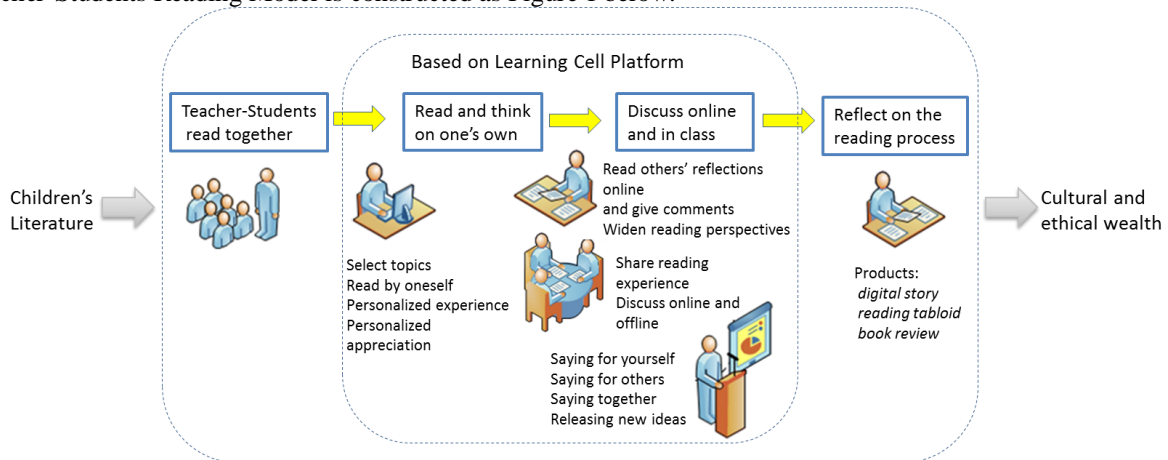 Based on Learning Cell Platform
Teacher-Students
read together
Read and think
on one's own
Discuss online
and in class
Reflect on the
reading process
Children's
Literature
Select topics
Read by oneself
Personalized experience
Personalized
appreciation
Read others' reflections
online
and give comments
Widen reading perspectives
Share reading
experience
Discuss online and
offline
Saying for yourself
Saying for others
Saying together
Releasing new ideas
Products:
digital story
reading tabloid
book review
Cultural and
ethical wealth